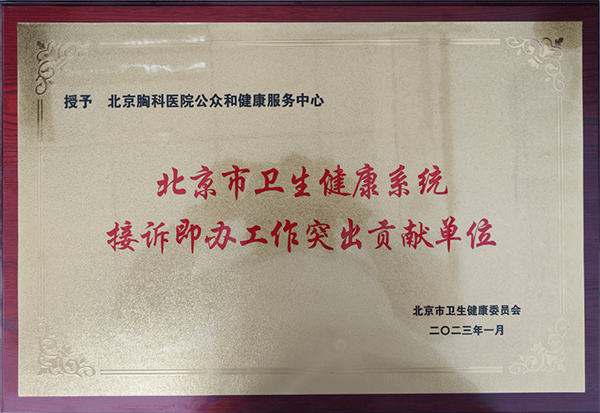 授予 北京胸科医院公众和健康服务中心
北京市卫生健康系统
接诉即办工作突出贡献单位
北京市卫生健康委员会
二〇二三年一月